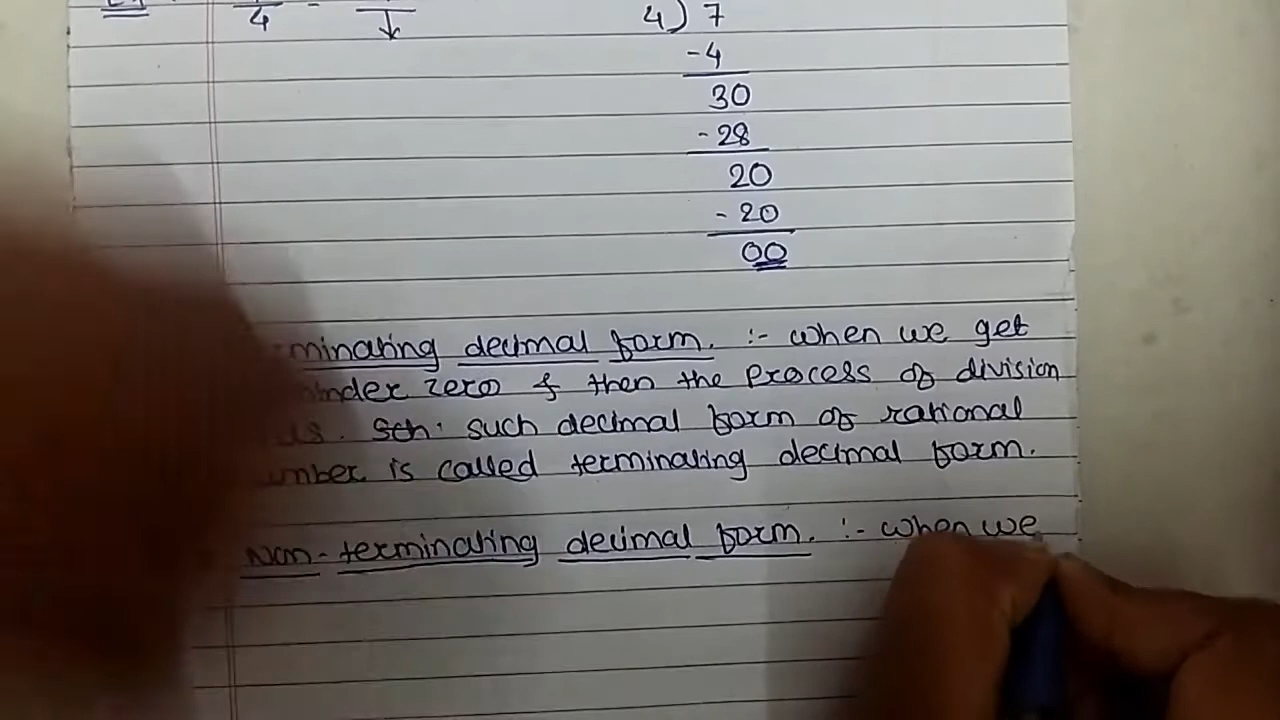 4
4) 7
-4
30
- 28
20
- 20
00
minating decimal form. :- when we get
inder zero & then the process of division
such decimal form of rational
mber is called terminating decimal form.
Non-terminating decimal form. :- when we